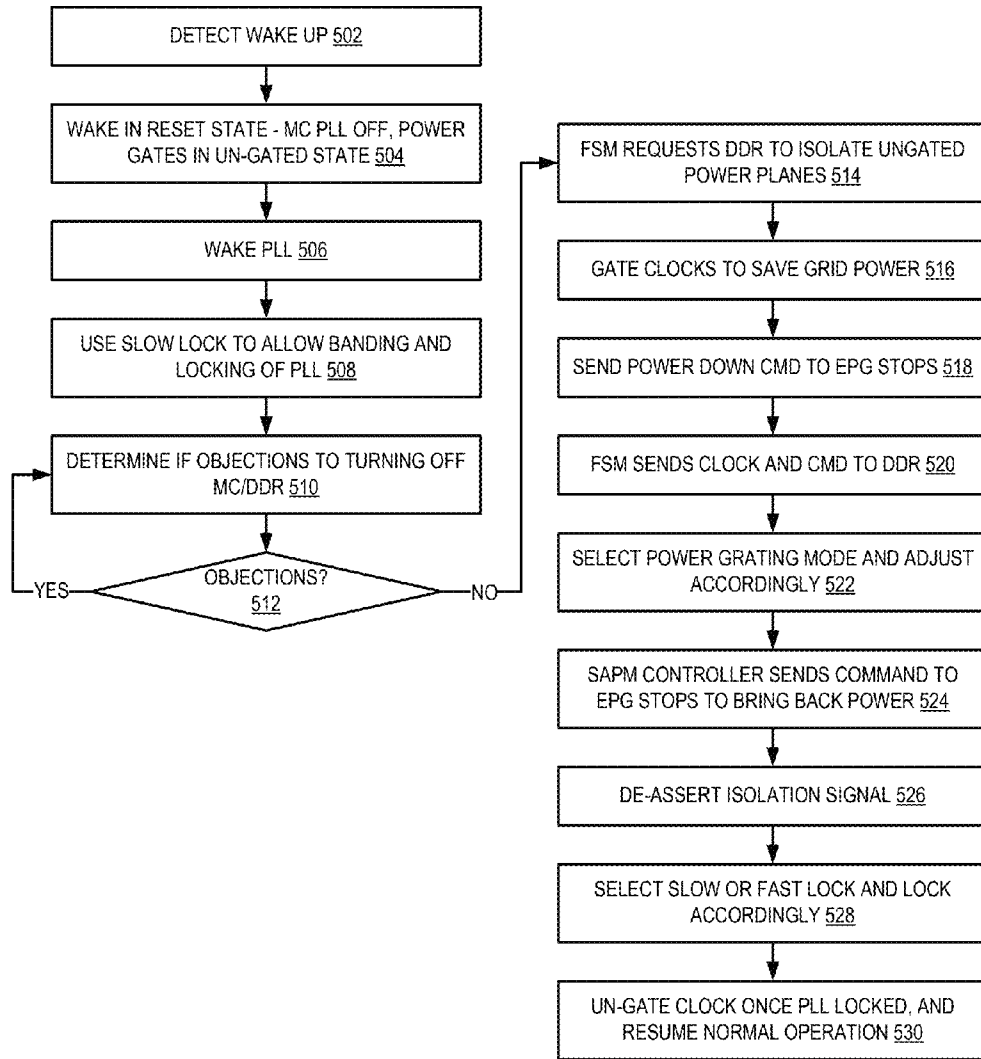 DETECT WAKE UP 502
WAKE IN RESET STATE - MC PLL OFF, POWER
GATES IN UN-GATED STATE 504
WAKE PLL 506
USE SLOW LOCK TO ALLOW BANDING AND
LOCKING OF PLL 508
DETERMINE IF OBJECTIONS TO TURNING OFF
MC/DDR 510
OBJECTIONS?
512
YES
NO
FSM REQUESTS DDR TO ISOLATE UNGATED
POWER PLANES 514
GATE CLOCKS TO SAVE GRID POWER 516
SEND POWER DOWN CMD TO EPG STOPS 518
FSM SENDS CLOCK AND CMD TO DDR 520
SELECT POWER GRATING MODE AND ADJUST
ACCORDINGLY 522
SAPM CONTROLLER SENDS COMMAND TO
EPG STOPS TO BRING BACK POWER 524
DE-ASSERT ISOLATION SIGNAL 526
SELECT SLOW OR FAST LOCK AND LOCK
ACCORDINGLY 528
UN-GATE CLOCK ONCE PLL LOCKED, AND
RESUME NORMAL OPERATION 530